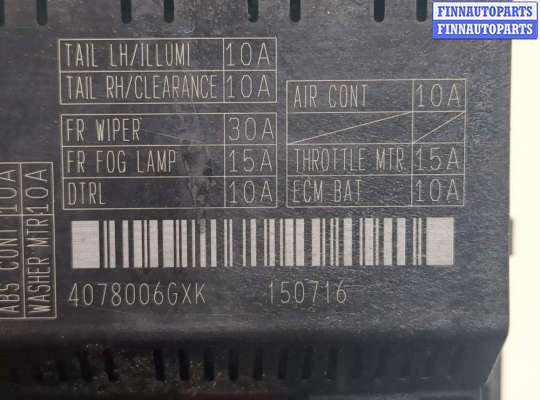 FINNAUTOPARTS
FINNAUTOPARTS
TAIL LH/ILLUMI 10A
TAIL RH/CLEARANCE 10A
AIR CONT 10A
FR WIPER 30A
FR FOG LAMP 15A
THROTTLE MTR. 15A
DTRL 10A
ECM BAT 10A
ABS CONT 10A
WASHER MTR 10A
4078006GXK 150716